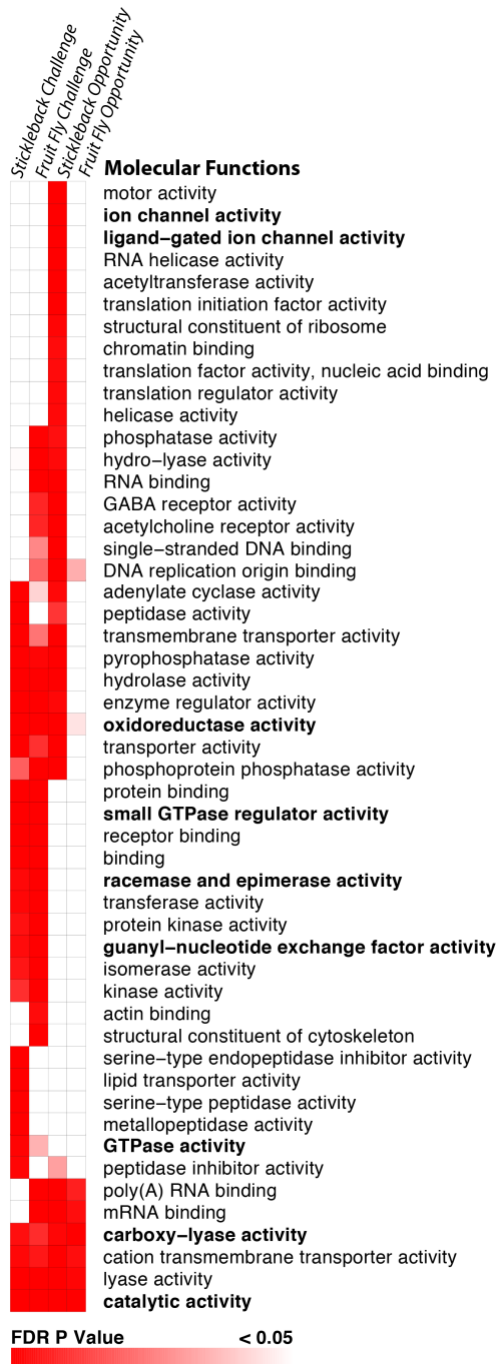 Stickleback Challenge
Fruit Fly Challenge
Stickleback Opportunity
Fruit Fly Opportunity
Molecular Functions
motor activity
ion channel activity
ligand−gated ion channel activity
RNA helicase activity
acetyltransferase activity
translation initiation factor activity
structural constituent of ribosome
chromatin binding
translation factor activity, nucleic acid binding
translation regulator activity
helicase activity
phosphatase activity
hydro−lyase activity
RNA binding
GABA receptor activity
acetylcholine receptor activity
single−stranded DNA binding
DNA replication origin binding
adenylate cyclase activity
peptidase activity
transmembrane transporter activity
pyrophosphatase activity
hydrolase activity
enzyme regulator activity
oxidoreductase activity
transporter activity
phosphoprotein phosphatase activity
protein binding
small GTPase regulator activity
receptor binding
binding
racemase and epimerase activity
transferase activity
protein kinase activity
guanyl−nucleotide exchange factor activity
isomerase activity
kinase activity
actin binding
structural constituent of cytoskeleton
serine−type endopeptidase inhibitor activity
lipid transporter activity
serine−type peptidase activity
metallopeptidase activity
GTPase activity
peptidase inhibitor activity
poly(A) RNA binding
mRNA binding
carboxy−lyase activity
cation transmembrane transporter activity
lyase activity
catalytic activity
FDR P Value < 0.05